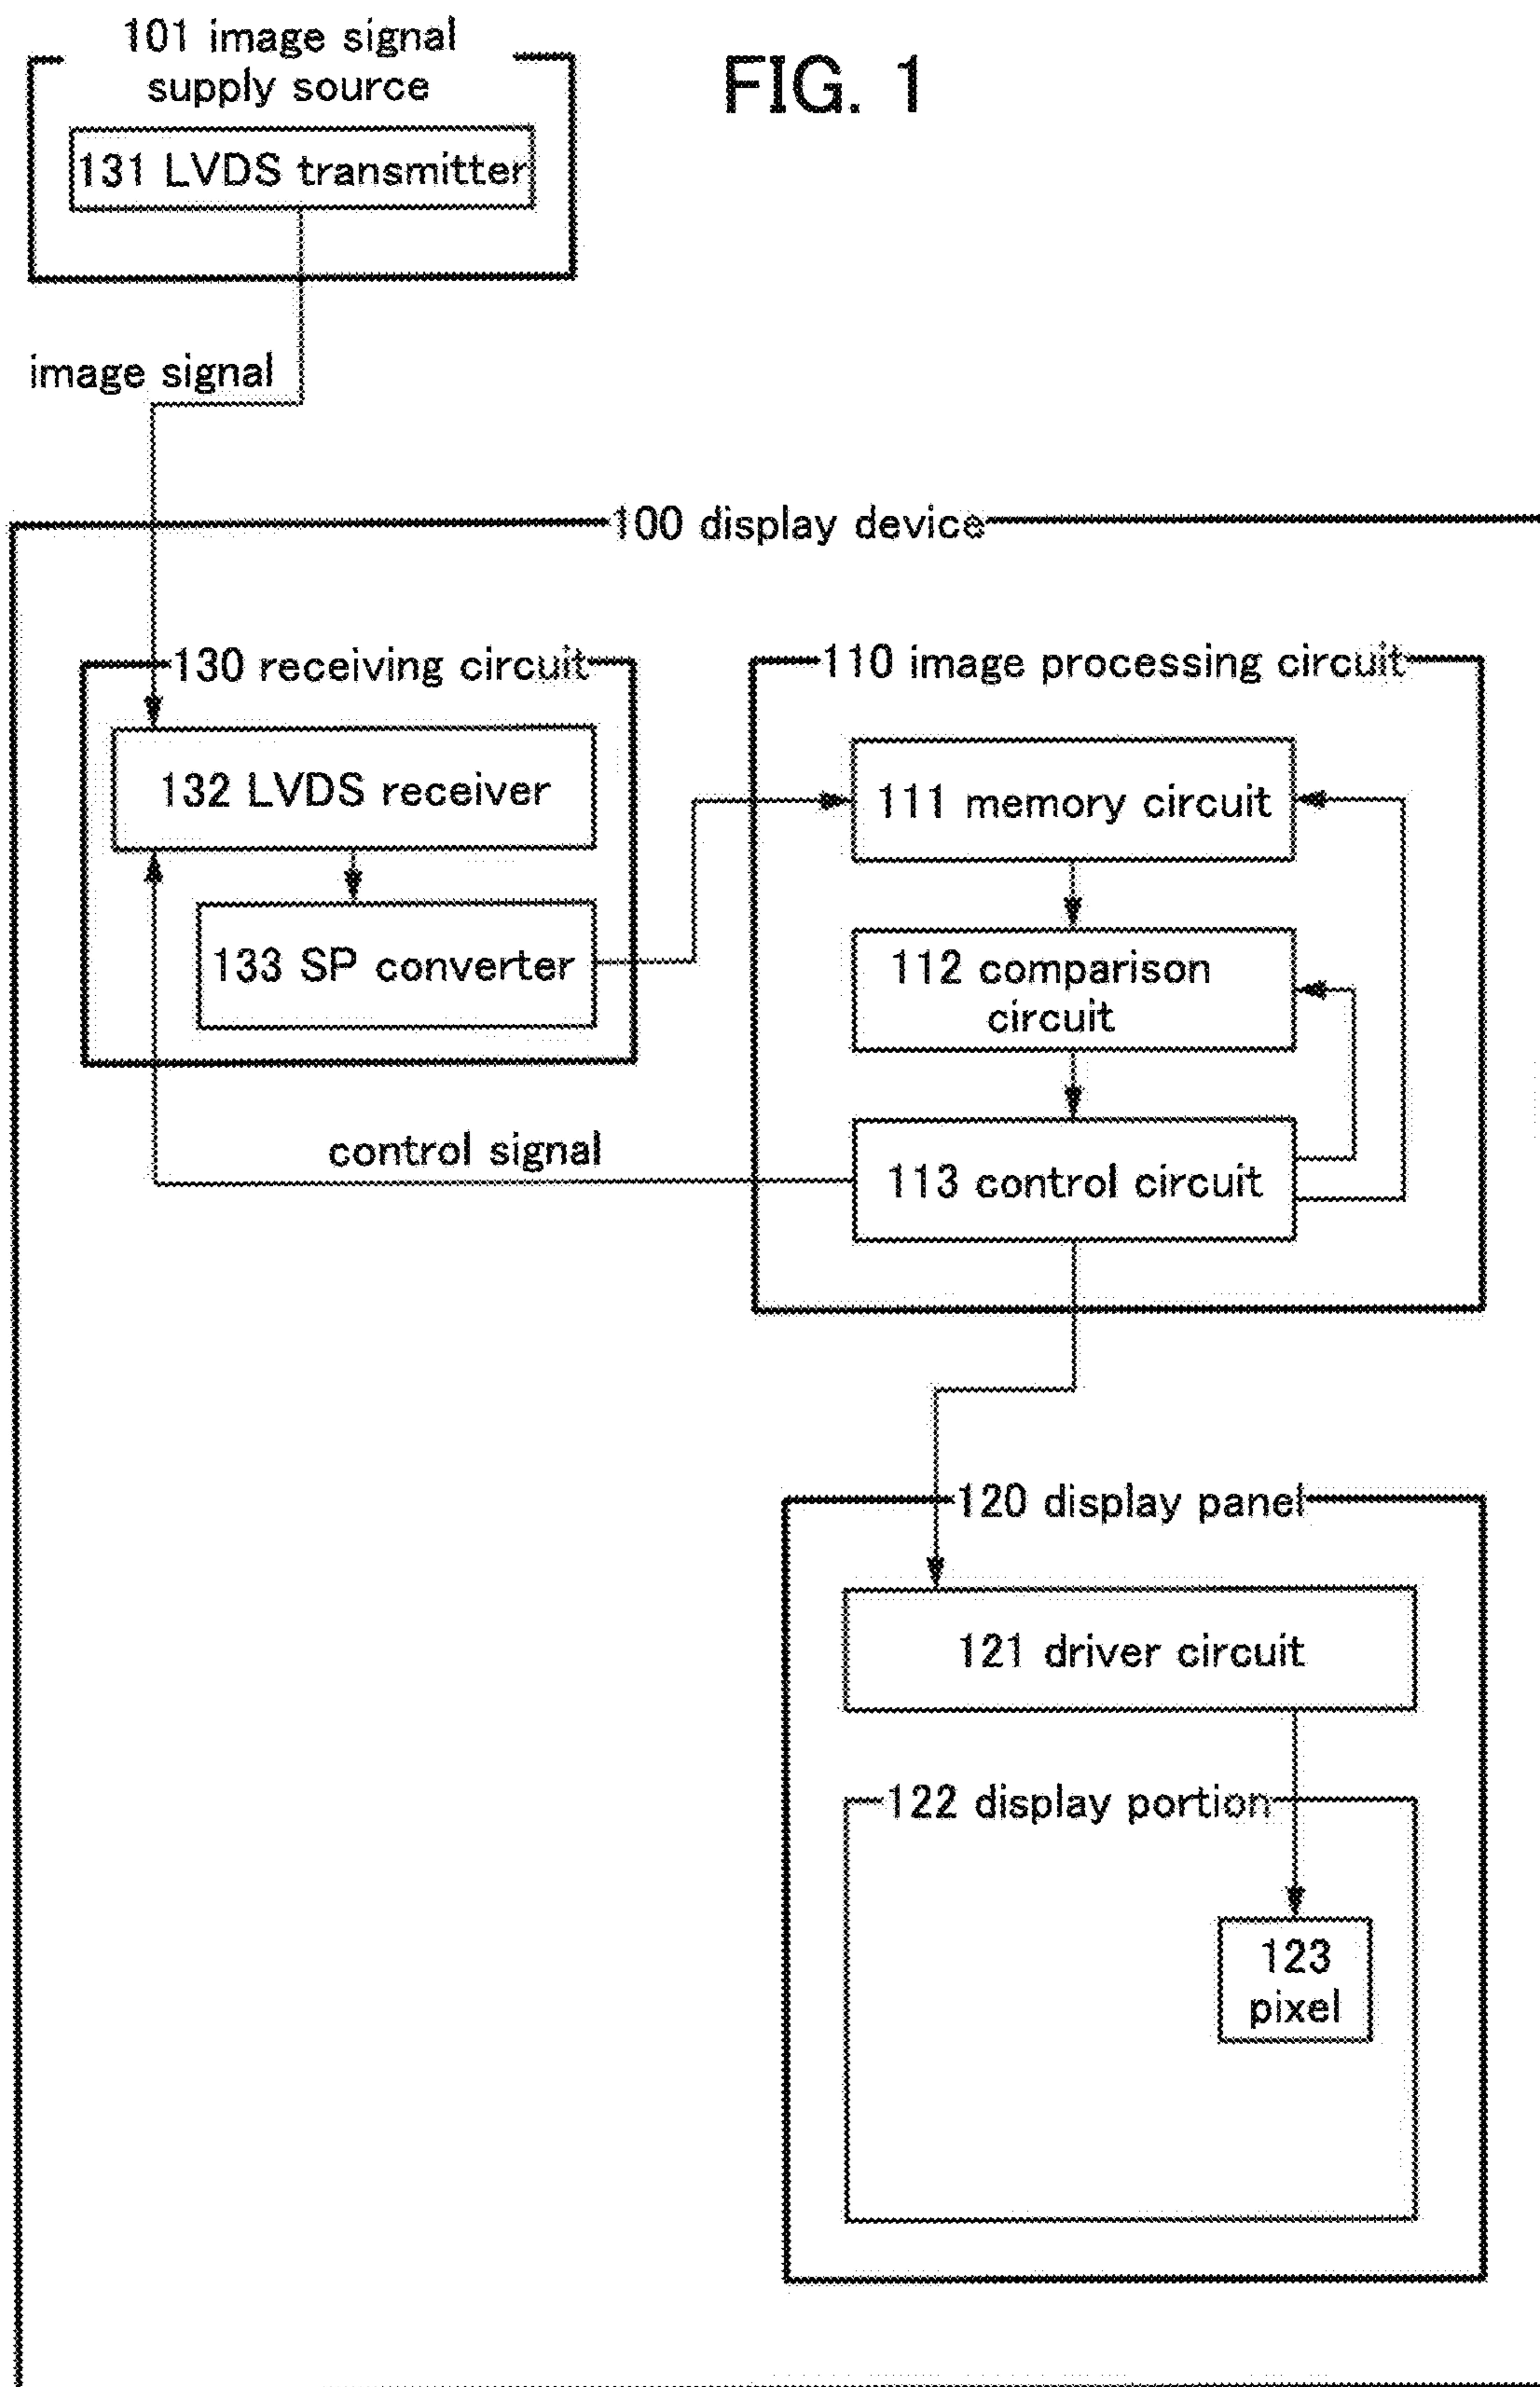 101 image signal
supply source
FIG. 1
131 LVDS transmitter
image signal
100 display device
130 receiving circuit
110 image processing circuit
132 LVDS receiver
111 memory circuit
133 SP converter
112 comparison
circuit
control signal
113 control circuit
120 display panel
121 driver circuit
122 display portion
123
pixel